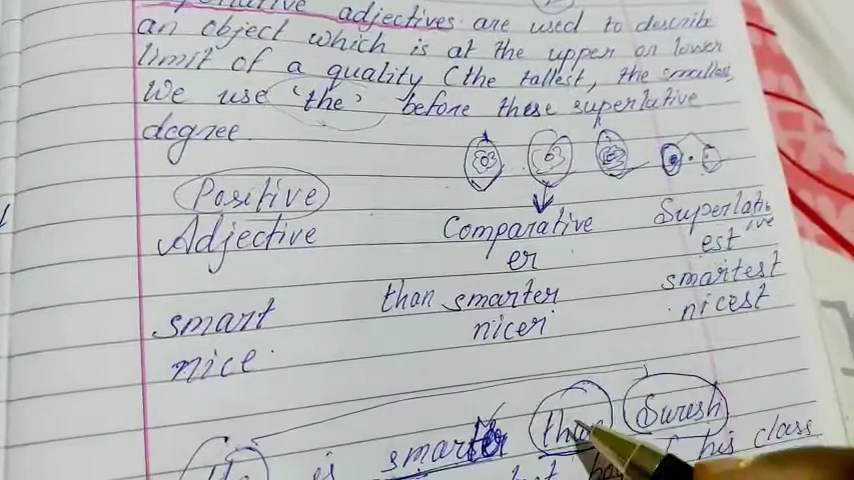 adjectives are used to describe
an object which is at the upper or lower
limit of a quality (the tallest, the smallest,
We use 'the' before these superlative
degree
Positive
Adjective Comparative Superlative
er est
smart than smarter smartest
nice nicer nicest
is smarter than Suresh
his class